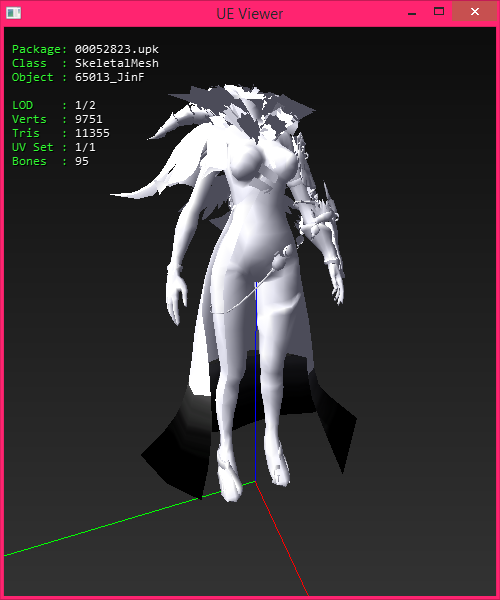 UE Viewer
Package: 00052823.upk
Class  : SkeletalMesh
Object : 65013_JinF
LOD    : 1/2
Verts  : 9751
Tris   : 11355
UV Set : 1/1
Bones  : 95